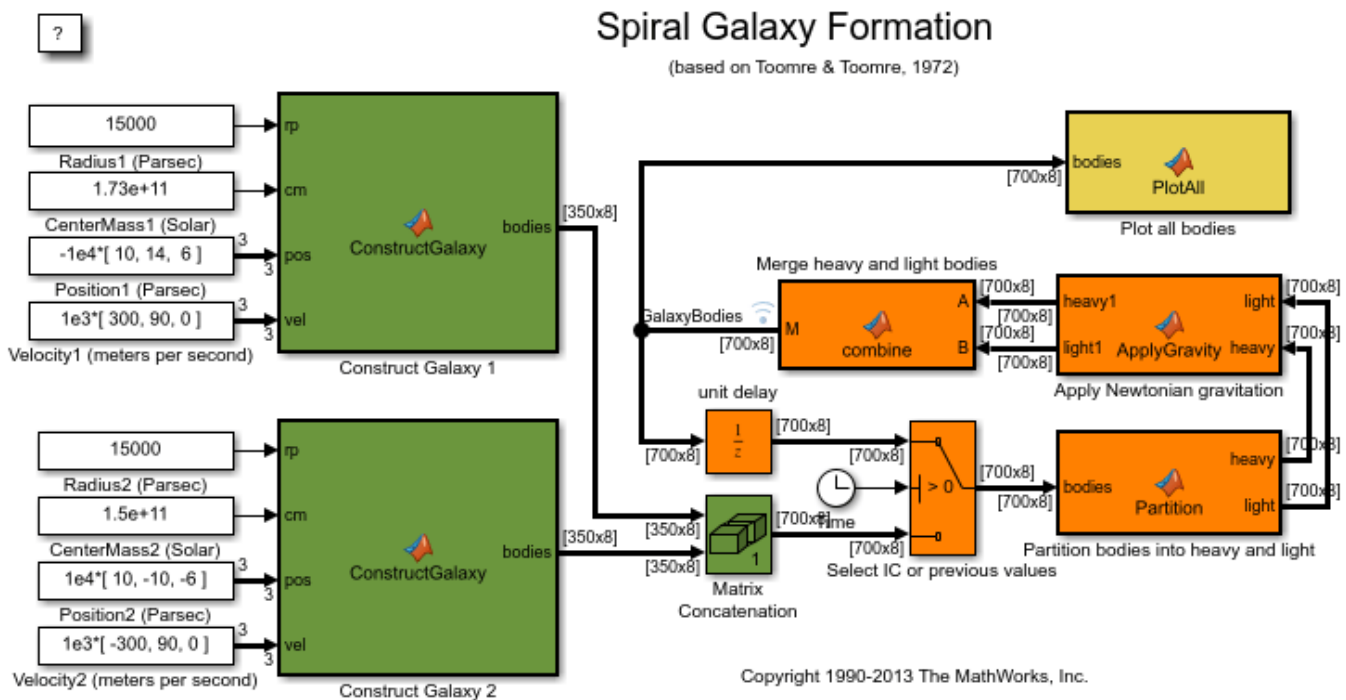 ?
Spiral Galaxy Formation
(based on Toomre & Toomre, 1972)
15000
Radius1 (Parsec)
1.73e+11
CenterMass1 (Solar)
-1e4*[ 10, 14,  6 ]
3
3
Position1 (Parsec)
1e3*[ 300, 90, 0 ]
3
3
Velocity1 (meters per second)
rp
cm
pos
vel
ConstructGalaxy
bodies
[350x8]
Construct Galaxy 1
15000
Radius2 (Parsec)
1.5e+11
CenterMass2 (Solar)
1e4*[ 10, -10, -6 ]
3
3
Position2 (Parsec)
1e3*[ -300, 90, 0 ]
3
3
Velocity2 (meters per second)
rp
cm
pos
vel
ConstructGalaxy
bodies
[350x8]
Construct Galaxy 2
[700x8]
bodies
PlotAll
Plot all bodies
Merge heavy and light bodies
GalaxyBodies
[700x8]
M
combine
A
B
[700x8]
[700x8]
[700x8]
[700x8]
heavy1
light1
ApplyGravity
light
heavy
[700x8]
[700x8]
Apply Newtonian gravitation
unit delay
[700x8]
1
z
[700x8]
[700x8]
Time
> 0
[350x8]
[350x8]
1
[700x8]
[700x8]
Matrix
Concatenation
Select IC or previous values
[700x8]
[700x8]
bodies
Partition
heavy
light
[700x8]
[700x8]
Partition bodies into heavy and light
Copyright 1990-2013 The MathWorks, Inc.